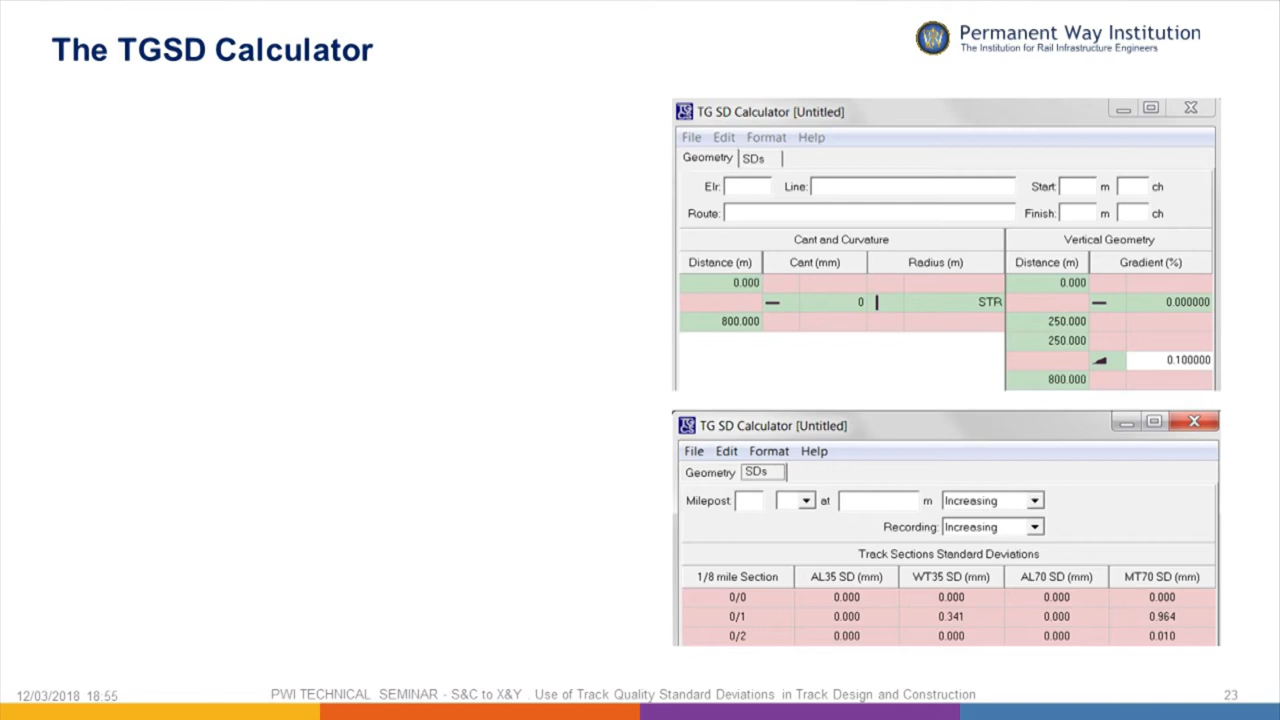 The TGSD Calculator
Permanent Way Institution
The Institution for Rail Infrastructure Engineers
TG SD Calculator [Untitled]
File Edit Format Help
Geometry SDs
Elr: Line: Start: m ch
Route: Finish: m ch
Cant and Curvature Vertical Geometry
Distance (m) Cant (mm) Radius (m) Distance (m) Gradient (%)
0.000 0.000
0 STR 0.000000
800.000 250.000
250.000
0.100000
800.000
TG SD Calculator [Untitled]
File Edit Format Help
Geometry SDs
Milepost: at m Increasing
Recording: Increasing
Track Sections Standard Deviations
1/8 mile Section AL35 SD (mm) WT35 SD (mm) AL70 SD (mm) MT70 SD (mm)
0/0 0.000 0.000 0.000 0.000
0/1 0.000 0.341 0.000 0.964
0/2 0.000 0.000 0.000 0.010
12/03/2018 18:55 PWI TECHNICAL SEMINAR - S&C to X&Y . Use of Track Quality Standard Deviations in Track Design and Construction 23